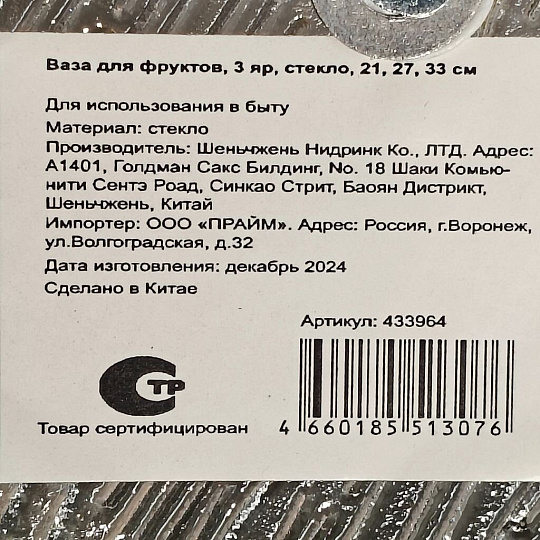 Ваза для фруктов, 3 яр, стекло, 21, 27, 33 см
Для использования в быту
Материал: стекло
Производитель: Шеньчжень Нидринк Ко., ЛТД. Адрес:
А1401, Голдман Сакс Билдинг, No. 18 Шаки Комью-
нити Сентэ Роад, Синкао Стрит, Баоян Дистрикт,
Шеньчжень, Китай
Импортер: ООО «ПРАЙМ». Адрес: Россия, г.Воронеж,
ул.Волгоградская, д.32
Дата изготовления: декабрь 2024
Сделано в Китае
Артикул: 433964
ТР
Товар сертифицирован
4 660185 513076